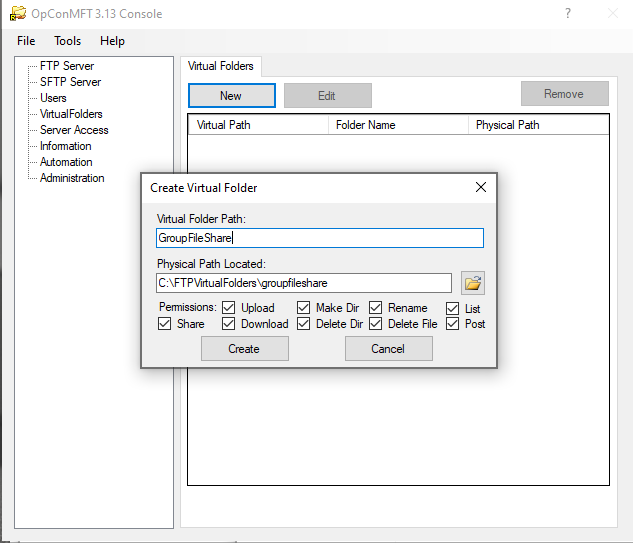 OpConMFT 3.13 Console ?
File Tools Help
FTP Server
SFTP Server
Users
VirtualFolders
Server Access
Information
Automation
Administration
Virtual Folders
New Edit Remove
Virtual Path Folder Name Physical Path
Create Virtual Folder
Virtual Folder Path:
GroupFileShare
Physical Path Located:
C:\FTPVirtualFolders\groupfileshare
Permissions: Upload Make Dir Rename List
Share Download Delete Dir Delete File Post
Create Cancel